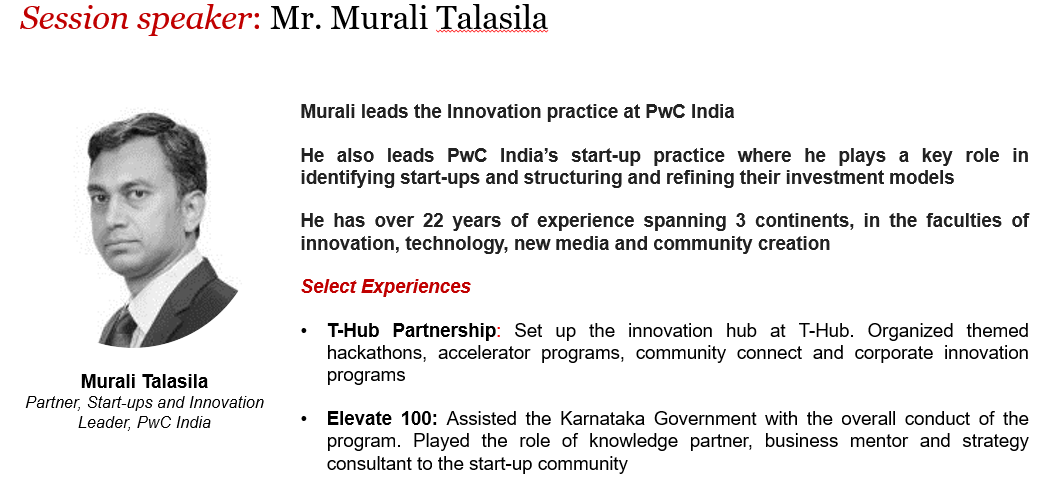 Session speaker: Mr. Murali Talasila
Murali leads the Innovation practice at PwC India
He also leads PwC India’s start-up practice where he plays a key role in
identifying start-ups and structuring and refining their investment models
He has over 22 years of experience spanning 3 continents, in the faculties of
innovation, technology, new media and community creation
Select Experiences
• T-Hub Partnership: Set up the innovation hub at T-Hub. Organized themed
hackathons, accelerator programs, community connect and corporate innovation
programs
• Elevate 100: Assisted the Karnataka Government with the overall conduct of the
program. Played the role of knowledge partner, business mentor and strategy
consultant to the start-up community
Murali Talasila
Partner, Start-ups and Innovation
Leader, PwC India